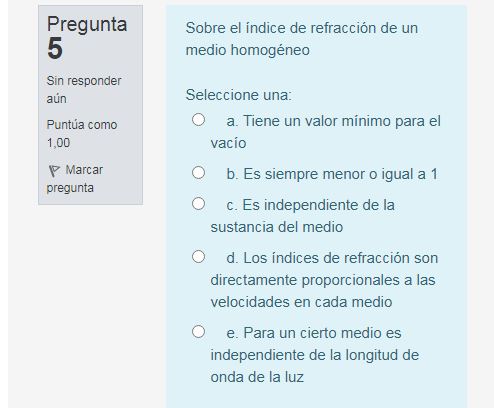 Pregunta
5
Sin responder
aún
Puntúa como
1,00
Marcar
pregunta
Sobre el índice de refracción de un
medio homogéneo
Seleccione una:
a. Tiene un valor mínimo para el
vacío
b. Es siempre menor o igual a 1
c. Es independiente de la
sustancia del medio
d. Los índices de refracción son
directamente proporcionales a las
velocidades en cada medio
e. Para un cierto medio es
independiente de la longitud de
onda de la luz